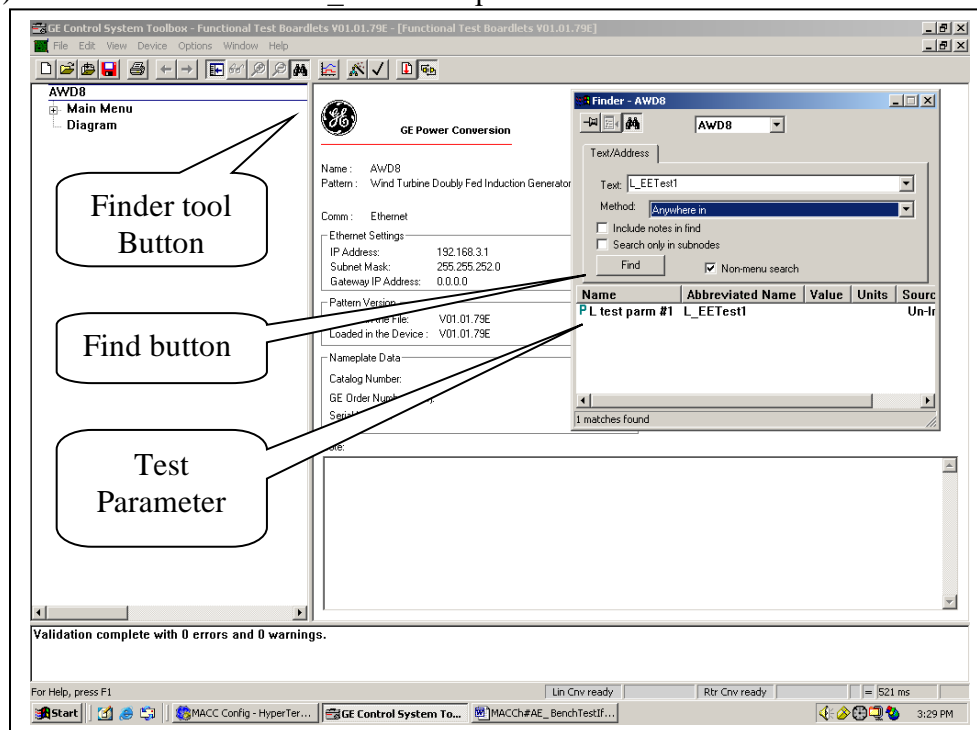 GE Control System Toolbox - Functional Test Boardlets V01.01.79E - [Functional Test Boardlets V01.01.79E]
File Edit View Device Options Window Help
AWD8
Main Menu
Diagram
Finder tool
Button
Find button
Test
Parameter
GE Power Conversion
Name : AWD8
Pattern : Wind Turbine Doubly Fed Induction Generator
Comm : Ethernet
Ethernet Settings
IP Address: 192.168.3.1
Subnet Mask: 255.255.252.0
Gateway IP Address: 0.0.0.0
Pattern Version
the File: V01.01.79E
Loaded in the Device : V01.01.79E
Nameplate Data
Catalog Number:
GE Order
Finder - AWD8
AWD8
Text/Address
Text: L_EETest1
Method: Anywhere in
Include notes in find
Search only in subnodes
Find
Non-menu search
Name Abbreviated Name Value Units Sourc
P L test parm #1 L_EETest1 Un-Ir
1 matches found
Validation complete with 0 errors and 0 warnings.
For Help, press F1
Lin Cnv ready
Rtr Cnv ready
= 521 ms
Start
MACC Config - HyperTer...
GE Control System To...
MACCh#AE_BenchTestIf...
3:29 PM